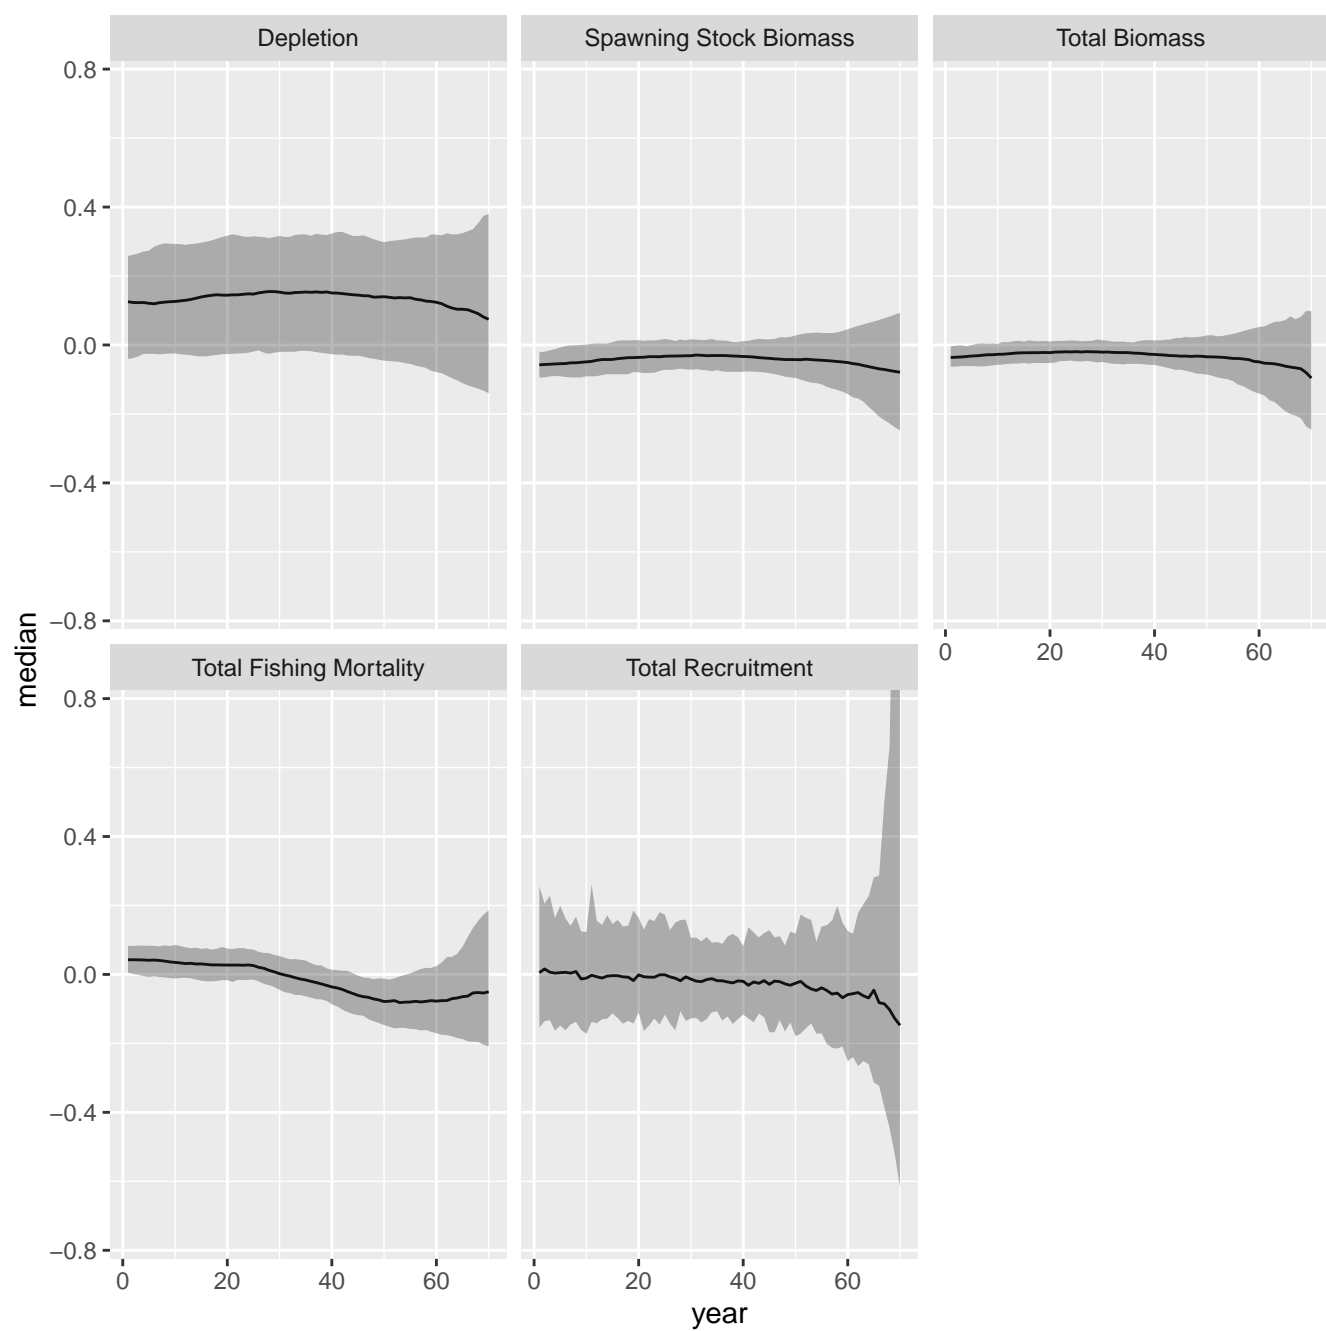 Depletion
Spawning Stock Biomass
Total Biomass
0.8
0.4
0.0
−0.4
−0.8
0 20 40 60
median
Total Fishing Mortality
Total Recruitment
0.8
0.4
0.0
−0.4
−0.8
0 20 40 60
0 20 40 60
year